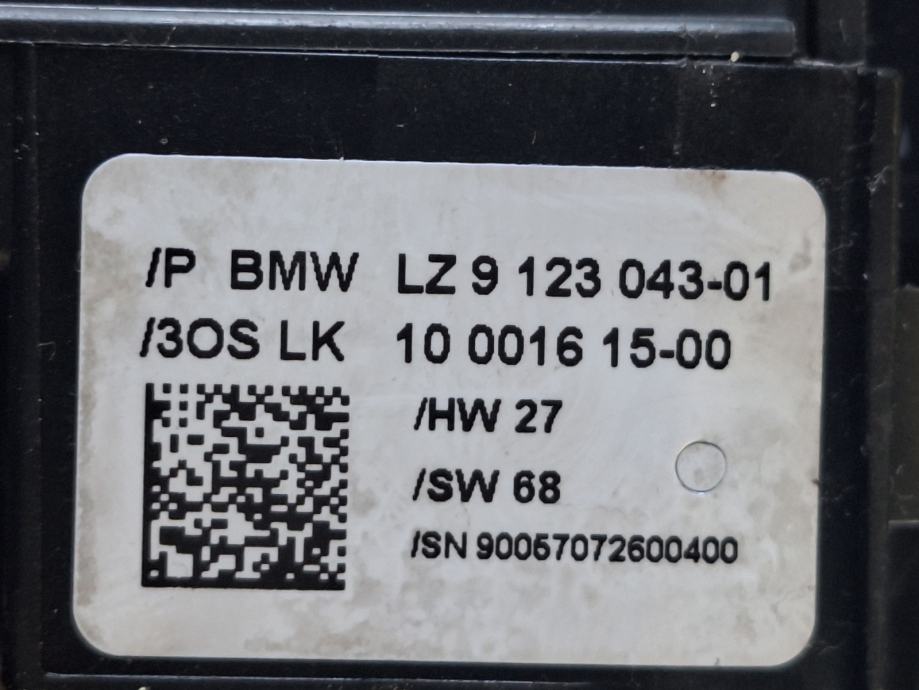 /P BMW LZ 9 123 043-01
/3OS LK 10 0016 15-00
/HW 27
/SW 68
/SN 90057072600400